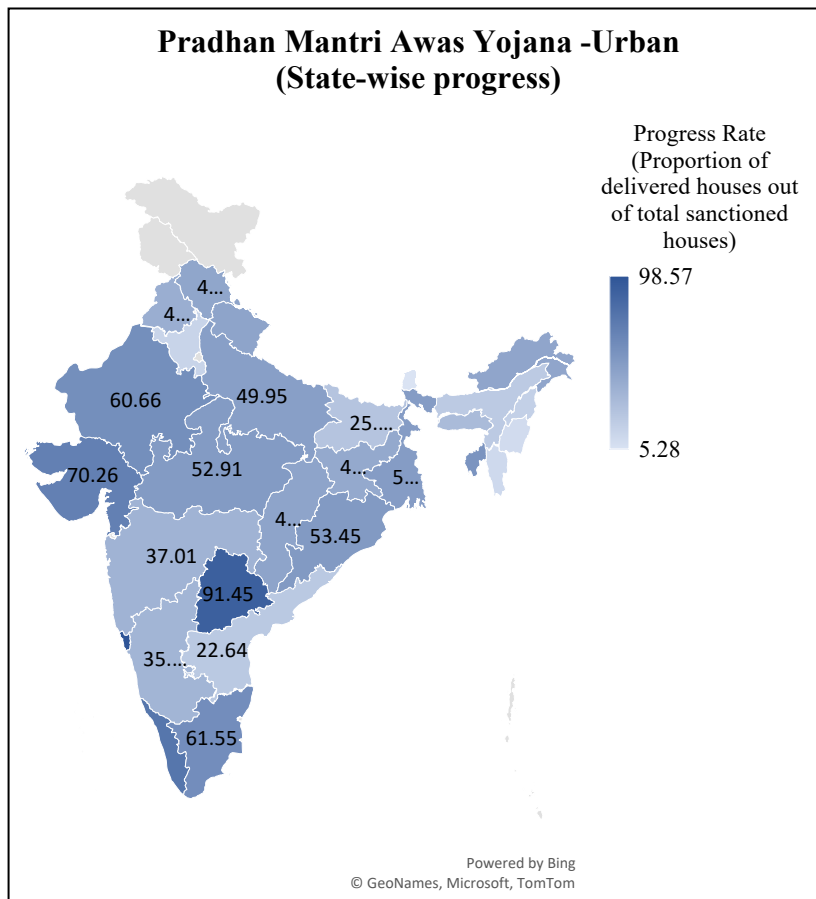 Pradhan Mantri Awas Yojana -Urban
(State-wise progress)
Progress Rate
(Proportion of
delivered houses out
of total sanctioned
houses)
98.57
5.28
4...
4...
60.66
49.95
25....
70.26
52.91
4...
5...
4...
53.45
37.01
91.45
35....
22.64
61.55
Powered by Bing
© GeoNames, Microsoft, TomTom